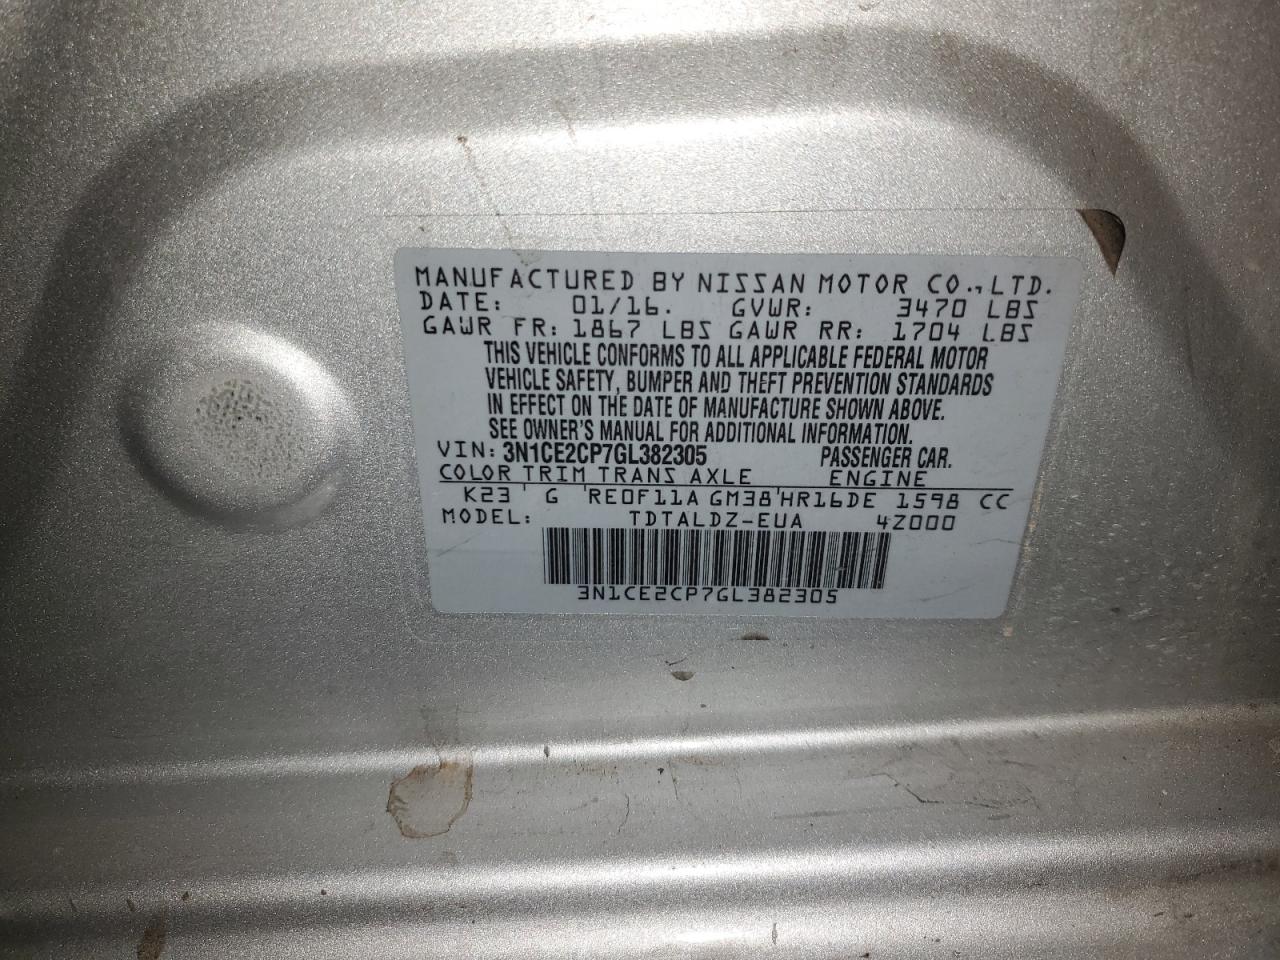 MANUFACTURED BY NISSAN MOTOR CO.,LTD.
DATE: 01/16. GVWR: 3470 LBS
GAWR FR: 1867 LBS GAWR RR: 1704 LBS
THIS VEHICLE CONFORMS TO ALL APPLICABLE FEDERAL MOTOR
VEHICLE SAFETY, BUMPER AND THEFT PREVENTION STANDARDS
IN EFFECT ON THE DATE OF MANUFACTURE SHOWN ABOVE.
SEE OWNER'S MANUAL FOR ADDITIONAL INFORMATION.
VIN: 3N1CE2CP7GL382305 PASSENGER CAR.
COLOR TRIM TRANS AXLE ENGINE
K23 G RE0F11A GM38 HR16DE 1598 CC
MODEL: TDTALDZ-EUA 4Z000
3N1CE2CP7GL382305